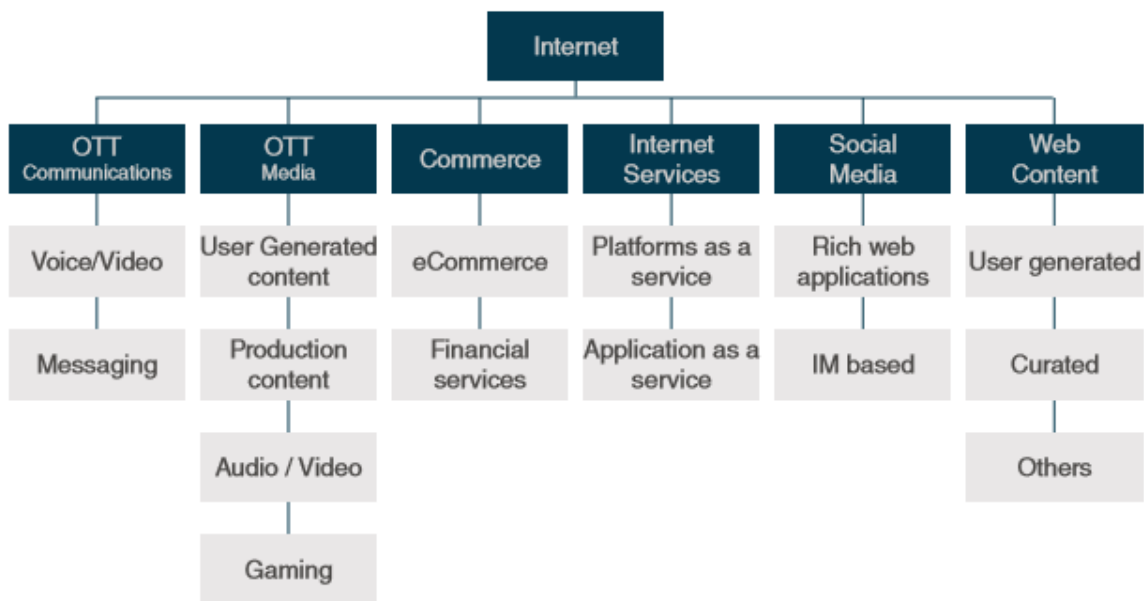 Internet
OTT
Communications
OTT
Media
Commerce
Internet
Services
Social
Media
Web
Content
Voice/Video
User Generated
content
eCommerce
Platforms as a
service
Rich web
applications
User generated
Messaging
Production
content
Financial
services
Application as a
service
IM based
Curated
Audio / Video
Others
Gaming